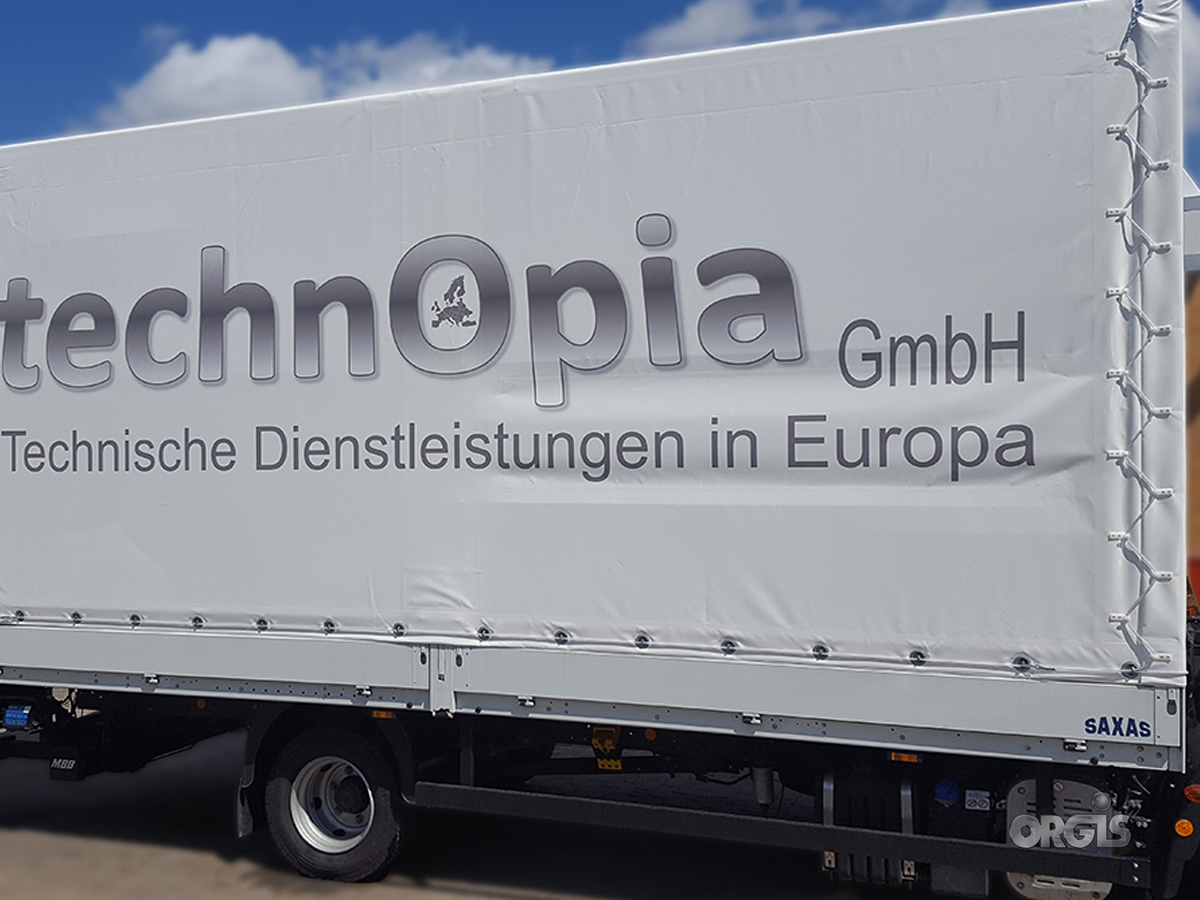 technOpia GmbH
Technische Dienstleistungen in Europa
SAXAS
MBB
ORGIS